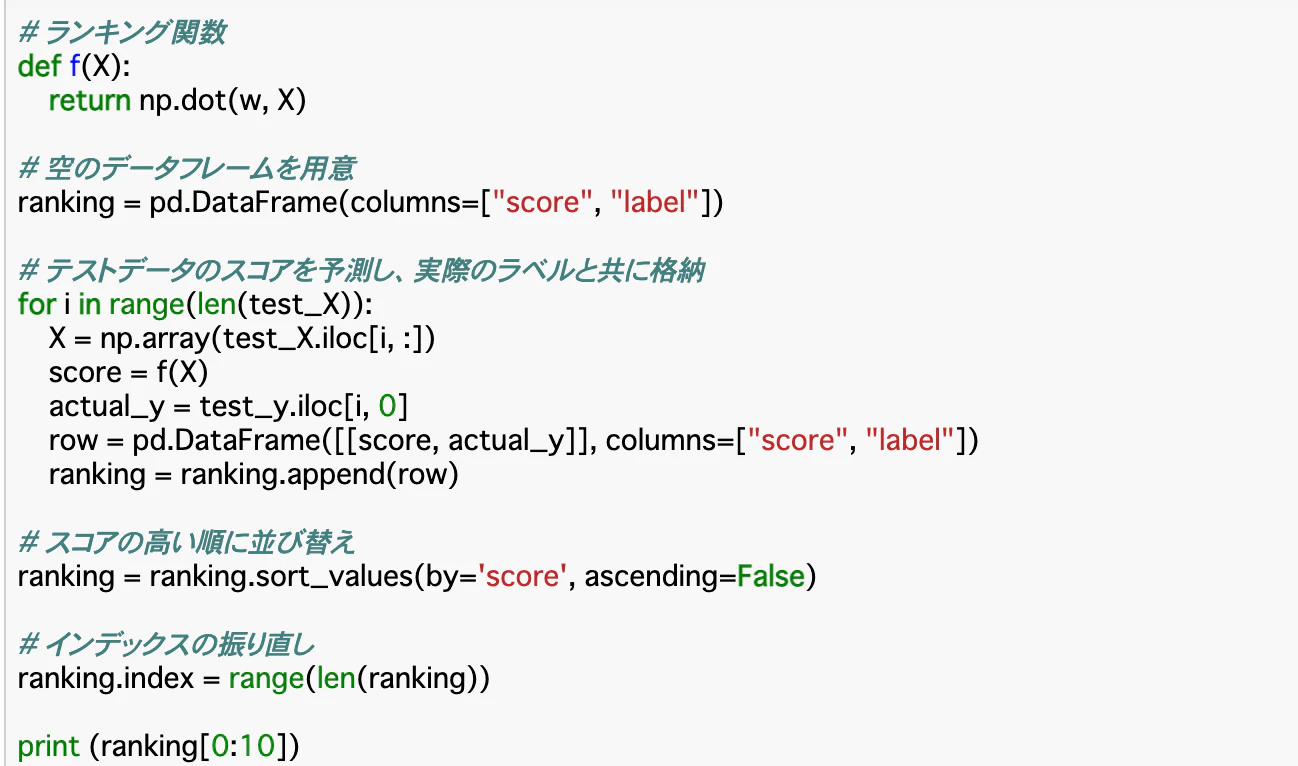 # ランキング関数
def f(X):
    return np.dot(w, X)

# 空のデータフレームを用意
ranking = pd.DataFrame(columns=["score", "label"])

# テストデータのスコアを予測し、実際のラベルと共に格納
for i in range(len(test_X)):
    X = np.array(test_X.iloc[i, :])
    score = f(X)
    actual_y = test_y.iloc[i, 0]
    row = pd.DataFrame([[score, actual_y]], columns=["score", "label"])
    ranking = ranking.append(row)

# スコアの高い順に並び替え
ranking = ranking.sort_values(by='score', ascending=False)

# インデックスの振り直し
ranking.index = range(len(ranking))

print (ranking[0:10])